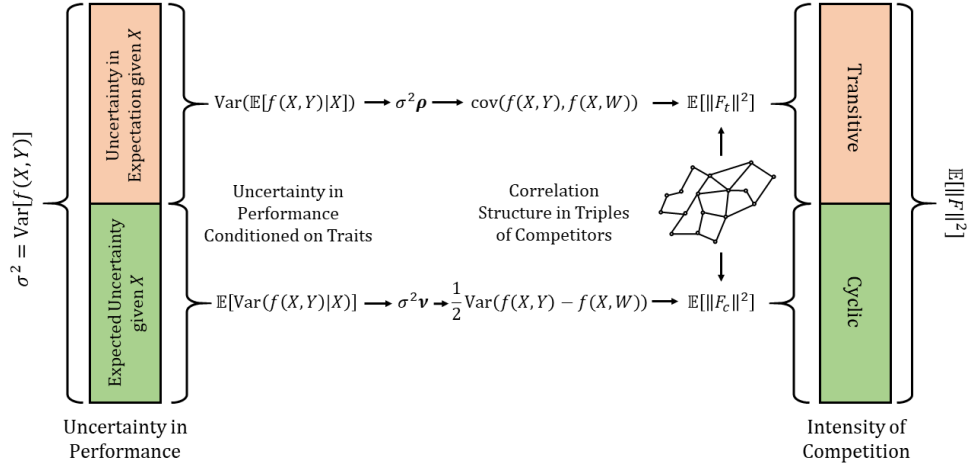 σ² = Var[f(X,Y)]
Uncertainty in
Expectation given X
Expected Uncertainty
given X
Uncertainty in
Performance
Var(𝔼[f(X,Y)|X])
σ²ρ
cov(f(X,Y), f(X,W))
𝔼[‖F_t‖²]
Uncertainty in
Performance
Conditioned on Traits
Correlation
Structure in Triples
of Competitors
𝔼[Var(f(X,Y)|X)]
σ²ν
1/2 Var(f(X,Y) − f(X,W))
𝔼[‖F_c‖²]
Transitive
Cyclic
Intensity of
Competition
𝔼[‖F‖²]